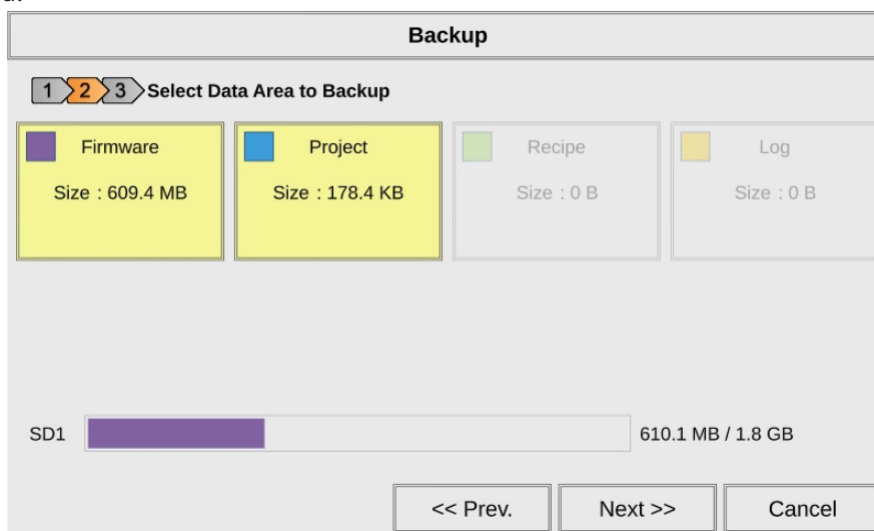 Backup
1 2 3 Select Data Area to Backup
Firmware
Size : 609.4 MB
Project
Size : 178.4 KB
Recipe
Size : 0 B
Log
Size : 0 B
SD1
610.1 MB / 1.8 GB
<< Prev.
Next >>
Cancel